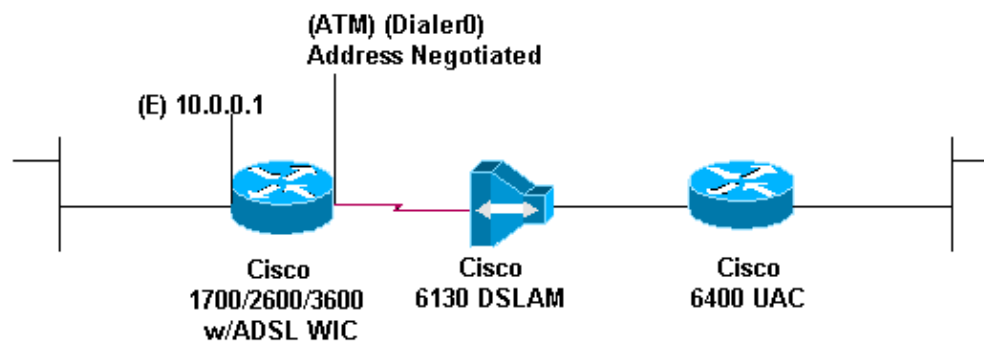 (ATM) (Dialer0)
Address Negotiated
(E) 10.0.0.1
Cisco
1700/2600/3600
w/ADSL WIC
Cisco
6130 DSLAM
Cisco
6400 UAC